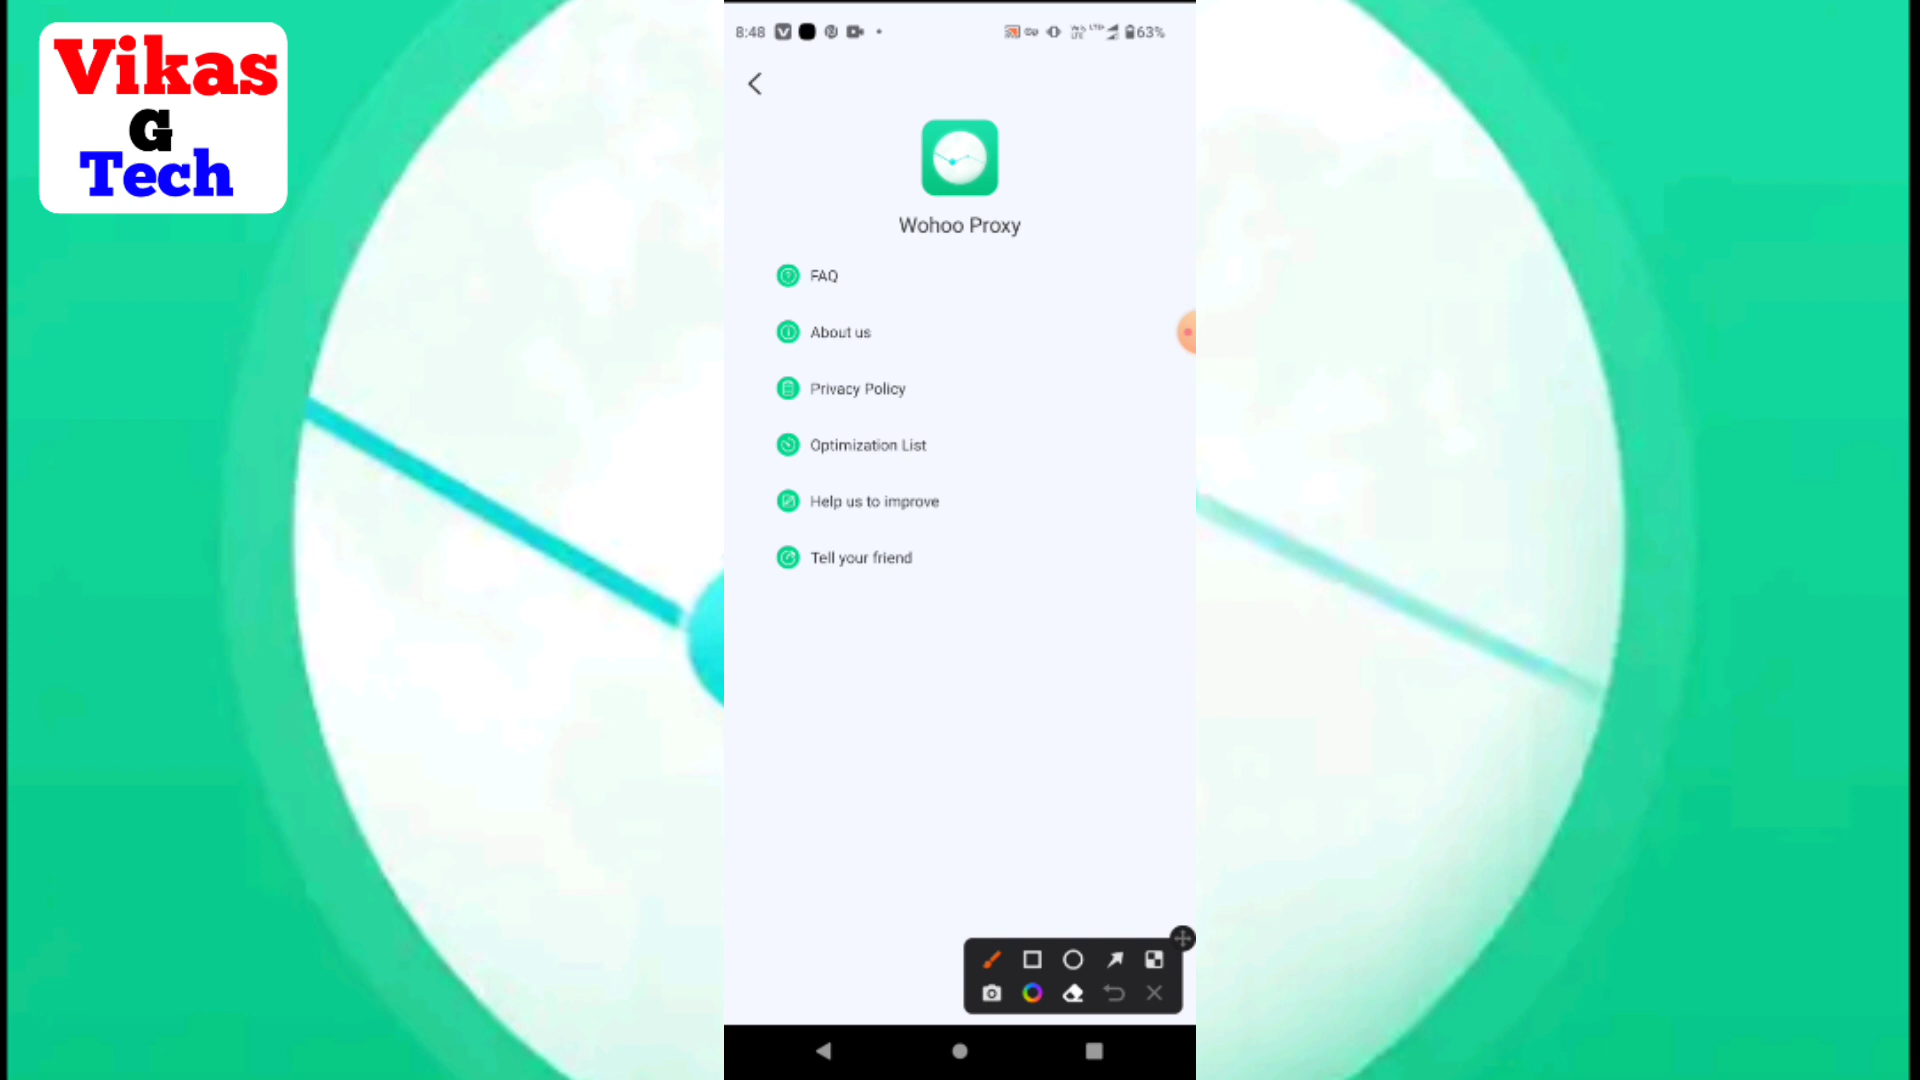 Vikas
G
Tech
8:48
63%
Wohoo Proxy
FAQ
About us
Privacy Policy
Optimization List
Help us to improve
Tell your friend